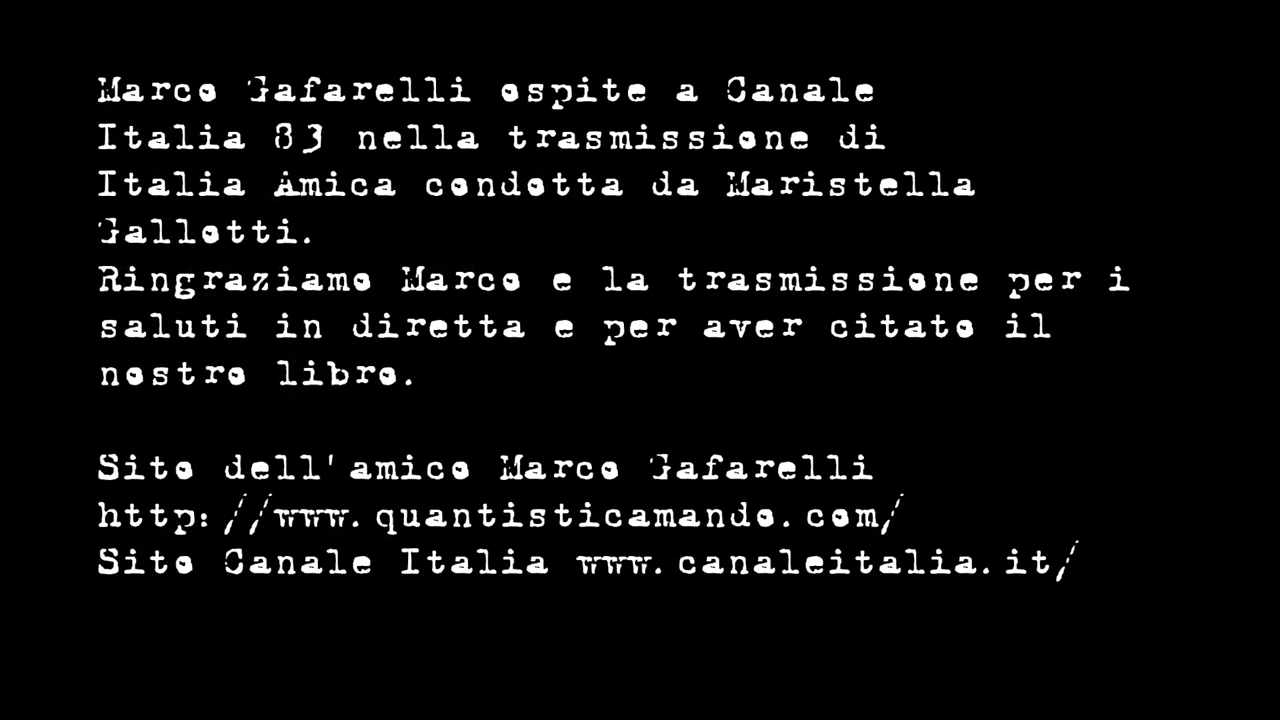 Marco Gafarelli ospite a Canale
Italia 83 nella trasmissione di
Italia Amica condotta da Maristella
Gallotti.
Ringraziamo Marco e la trasmissione per i
saluti in diretta e per aver citato il
nostro libro.
Sito dell'amico Marco Gafarelli
http://www.quantisticamando.com/
Sito Canale Italia www.canaleitalia.it/